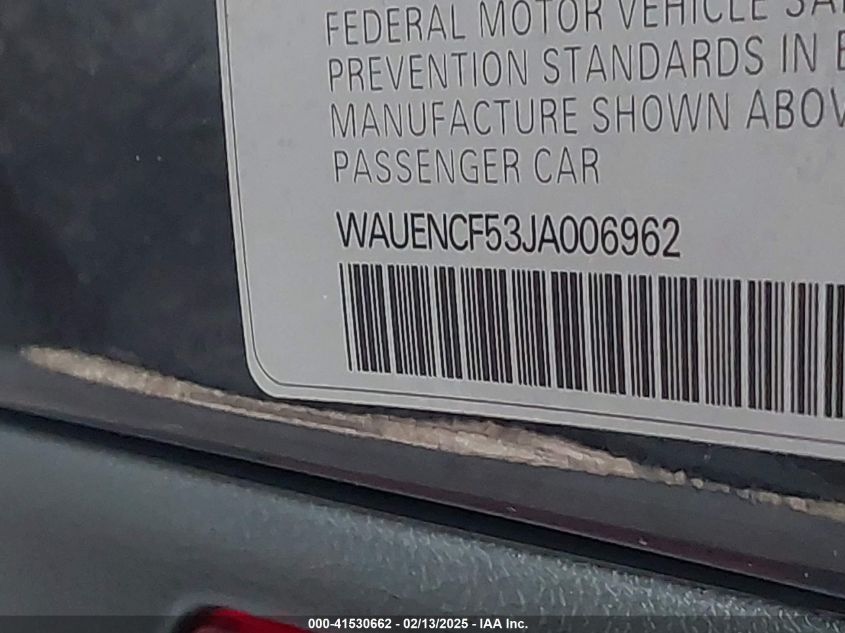 FEDERAL MOTOR VEHICLE
PREVENTION STANDARDS IN
MANUFACTURE SHOWN ABOV
PASSENGER CAR
WAUENCF53JA006962
000-41530662 - 02/13/2025 - IAA Inc.